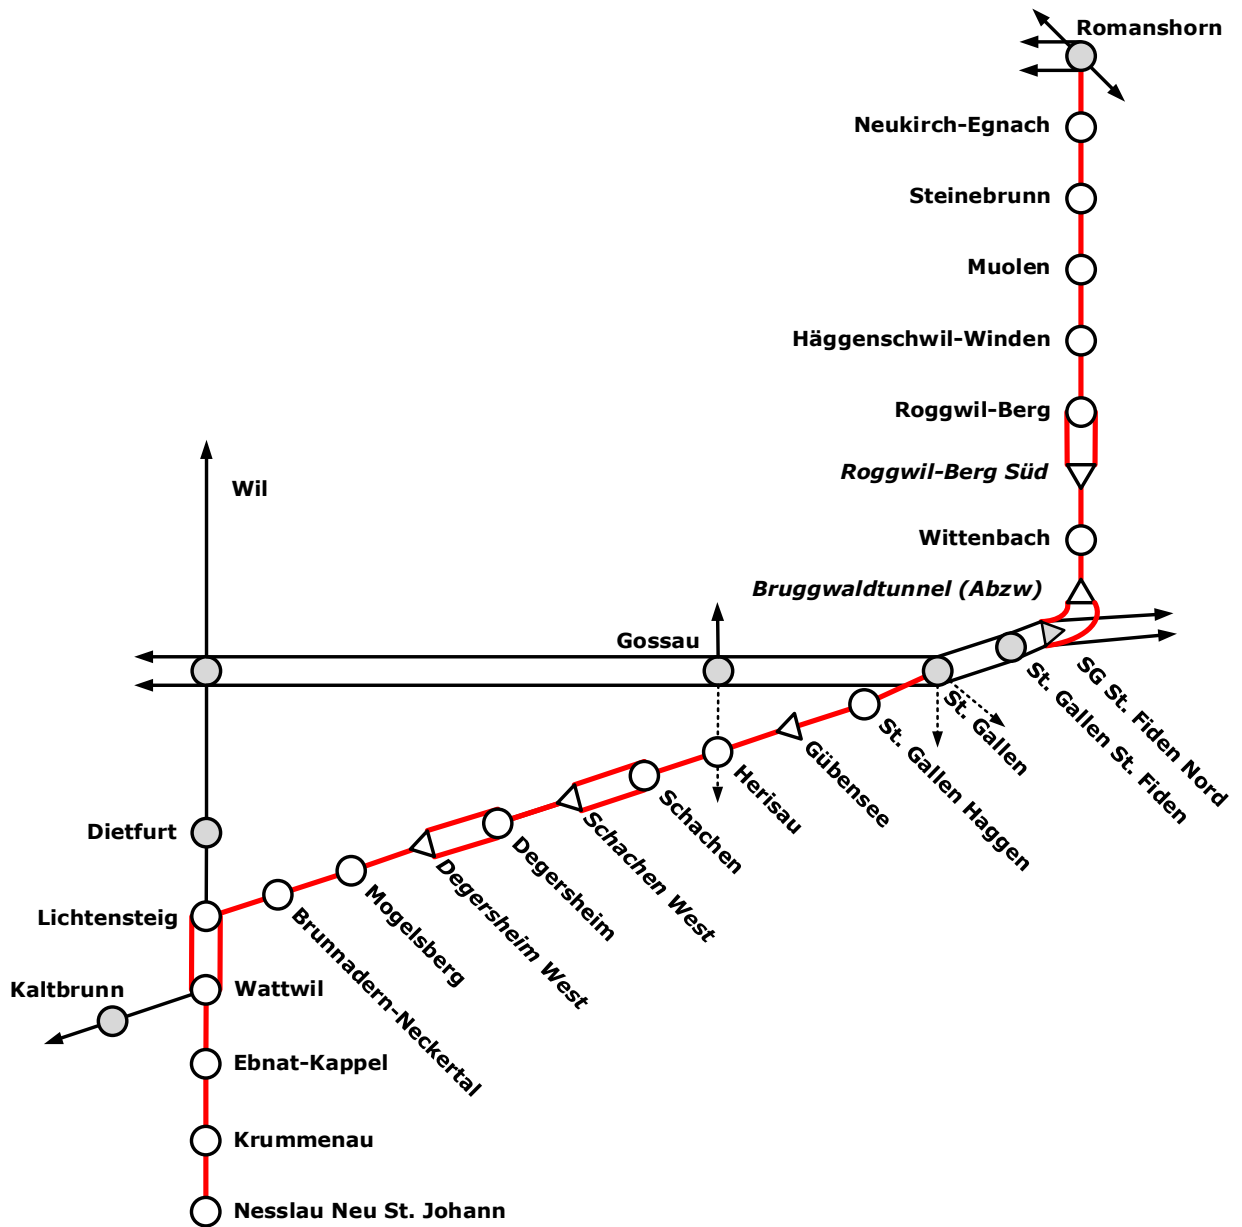 Romanshorn
Neukirch-Egnach
Steinebrunn
Muolen
Häggenschwil-Winden
Roggwil-Berg
Roggwil-Berg Süd
Wil
Wittenbach
Bruggwaldtunnel (Abzw)
Gossau
SG St. Fiden Nord
St. Gallen St. Fiden
St. Gallen
St. Gallen Haggen
Gübensee
Herisau
Schachen
Schachen West
Degersheim
Degersheim West
Mogelsberg
Brunnadern-Neckertal
Dietfurt
Lichtensteig
Kaltbrunn
Wattwil
Ebnat-Kappel
Krummenau
Nesslau Neu St. Johann